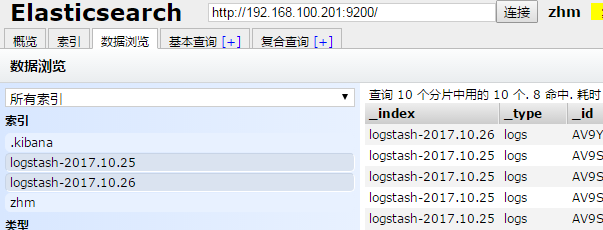 Elasticsearch http://192.168.100.201:9200/ 连接 zhm
概览 索引 数据浏览 基本查询 [+] 复合查询 [+]
数据浏览
所有索引
索引
.kibana
logstash-2017.10.25
logstash-2017.10.26
zhm
类型
查询 10 个分片中用的 10 个. 8 命中. 耗时
_index _type _id
logstash-2017.10.26 logs AV9Y
logstash-2017.10.25 logs AV9S
logstash-2017.10.25 logs AV9S
logstash-2017.10.25 logs AV9S
logstash-2017.10.25 logs AV9S